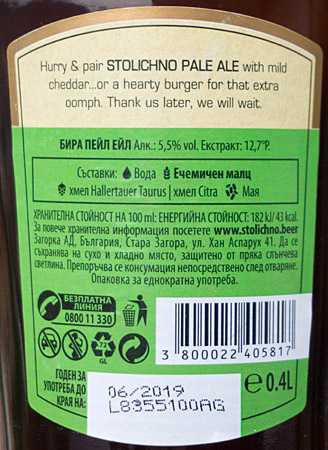 Hurry & pair STOLICHNO PALE ALE with mild
cheddar...or a hearty burger for that extra
oomph. Thank us later, we will wait.
БИРА ПЕЙЛ ЕЙЛ Алк.: 5,5% vol. Екстракт: 12,7°P.
Съставки: Вода Ечемичен малц
хмел Hallertauer Taurus | хмел Citra Мая
ХРАНИТЕЛНА СТОЙНОСТ НА 100 ml: ЕНЕРГИЙНА СТОЙНОСТ: 182 kJ/ 43 kcal.
За повече хранителна информация посетете www.stolichno.beer
Загорка АД, България, Стара Загора, ул. Хан Аспарух 41. Да се
съхранява на сухо и хладно място, защитено от пряка слънчева
светлина. Препоръчва се консумация непосредствено след отваряне.
Опаковка за еднократна употреба.
БЕЗПЛАТНА
ЛИНИЯ
0800 11 330
72
GL
3 800022 405817
ГОДЕН ЗА
УПОТРЕБА ДО
КРАЯ НА:
06/2019
L8355100AG
e 0.4L